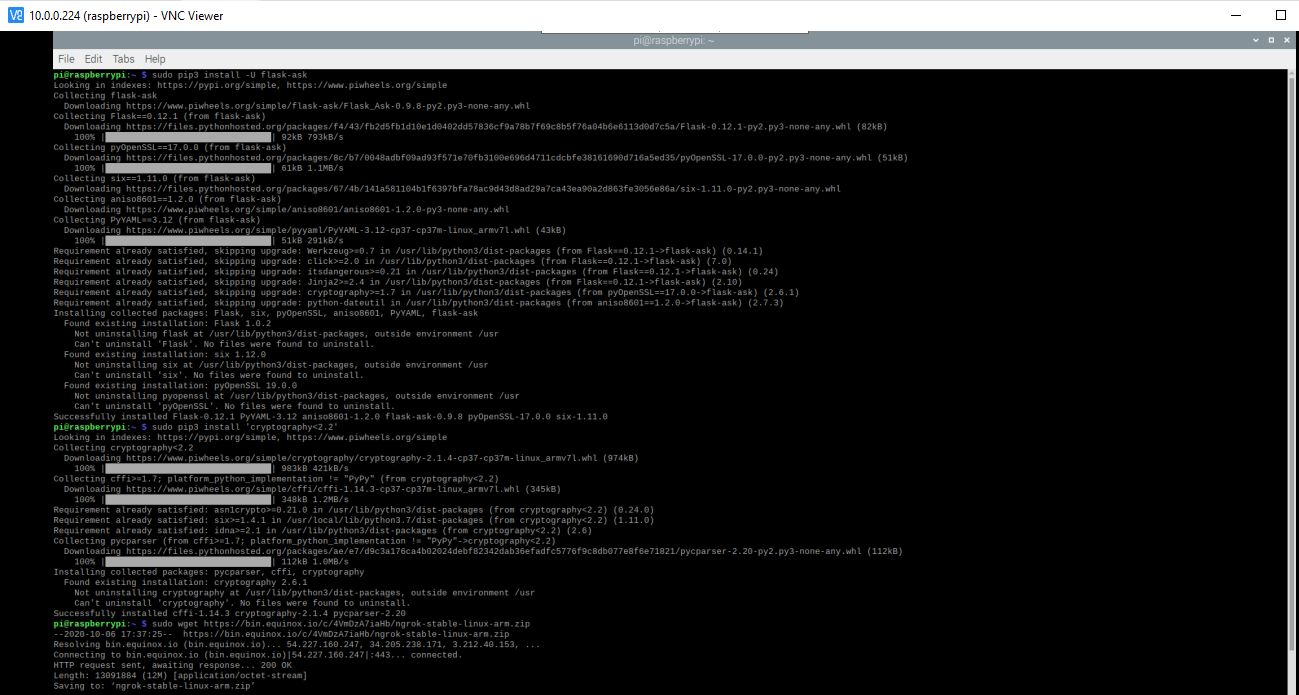 10.0.0.224 (raspberrypi) - VNC Viewer
pi@raspberrypi: ~
File Edit Tabs Help
pi@raspberrypi:~ $ sudo pip3 install -U flask-ask
Looking in indexes: https://pypi.org/simple, https://www.piwheels.org/simple
Collecting flask-ask
  Downloading https://www.piwheels.org/simple/flask-ask/Flask_Ask-0.9.8-py2.py3-none-any.whl
Collecting Flask==0.12.1 (from flask-ask)
  Downloading https://files.pythonhosted.org/packages/f4/43/fb2d5fb1d10e1d0402dd57836cf9a78b7f69c8b5f76a04b6e6113d0d7c5a/Flask-0.12.1-py2.py3-none-any.whl (82kB)
    100% | | 92kB 793kB/s
Collecting pyOpenSSL==17.0.0 (from flask-ask)
  Downloading https://files.pythonhosted.org/packages/8c/b7/0048adbf09ad93f571e70fb3100e696d4711cdcbfe38161690d716a5ed35/pyOpenSSL-17.0.0-py2.py3-none-any.whl (51kB)
    100% | | 61kB 1.1MB/s
Collecting six==1.11.0 (from flask-ask)
  Downloading https://files.pythonhosted.org/packages/67/4b/141a581104b1f6397bfa78ac9d43d8ad29a7ca43ea90a2d863fe3056e86a/six-1.11.0-py2.py3-none-any.whl
Collecting aniso8601==1.2.0 (from flask-ask)
  Downloading https://www.piwheels.org/simple/aniso8601/aniso8601-1.2.0-py3-none-any.whl
Collecting PyYAML==3.12 (from flask-ask)
  Downloading https://www.piwheels.org/simple/pyyaml/PyYAML-3.12-cp37-cp37m-linux_armv7l.whl (43kB)
    100% | | 51kB 291kB/s
Requirement already satisfied, skipping upgrade: Werkzeug>=0.7 in /usr/lib/python3/dist-packages (from Flask==0.12.1->flask-ask) (0.14.1)
Requirement already satisfied, skipping upgrade: click>=2.0 in /usr/lib/python3/dist-packages (from Flask==0.12.1->flask-ask) (7.0)
Requirement already satisfied, skipping upgrade: itsdangerous>=0.21 in /usr/lib/python3/dist-packages (from Flask==0.12.1->flask-ask) (0.24)
Requirement already satisfied, skipping upgrade: Jinja2>=2.4 in /usr/lib/python3/dist-packages (from Flask==0.12.1->flask-ask) (2.10)
Requirement already satisfied, skipping upgrade: cryptography>=1.7 in /usr/lib/python3/dist-packages (from pyOpenSSL==17.0.0->flask-ask) (2.6.1)
Requirement already satisfied, skipping upgrade: python-dateutil in /usr/lib/python3/dist-packages (from aniso8601==1.2.0->flask-ask) (2.7.3)
Installing collected packages: Flask, six, pyOpenSSL, aniso8601, PyYAML, flask-ask
  Found existing installation: Flask 1.0.2
    Not uninstalling flask at /usr/lib/python3/dist-packages, outside environment /usr
    Can't uninstall 'Flask'. No files were found to uninstall.
  Found existing installation: six 1.12.0
    Not uninstalling six at /usr/lib/python3/dist-packages, outside environment /usr
    Can't uninstall 'six'. No files were found to uninstall.
  Found existing installation: pyOpenSSL 19.0.0
    Not uninstalling pyopenssl at /usr/lib/python3/dist-packages, outside environment /usr
    Can't uninstall 'pyOpenSSL'. No files were found to uninstall.
Successfully installed Flask-0.12.1 PyYAML-3.12 aniso8601-1.2.0 flask-ask-0.9.8 pyOpenSSL-17.0.0 six-1.11.0
pi@raspberrypi:~ $ sudo pip3 install 'cryptography<2.2'
Looking in indexes: https://pypi.org/simple, https://www.piwheels.org/simple
Collecting cryptography<2.2
  Downloading https://www.piwheels.org/simple/cryptography/cryptography-2.1.4-cp37-cp37m-linux_armv7l.whl (974kB)
    100% | | 983kB 421kB/s
Collecting cffi>=1.7; platform_python_implementation != "PyPy" (from cryptography<2.2)
  Downloading https://www.piwheels.org/simple/cffi/cffi-1.14.3-cp37-cp37m-linux_armv7l.whl (345kB)
    100% | | 348kB 1.2MB/s
Requirement already satisfied: asn1crypto>=0.21.0 in /usr/lib/python3/dist-packages (from cryptography<2.2) (0.24.0)
Requirement already satisfied: six>=1.4.1 in /usr/local/lib/python3.7/dist-packages (from cryptography<2.2) (1.11.0)
Requirement already satisfied: idna>=2.1 in /usr/lib/python3/dist-packages (from cryptography<2.2) (2.6)
Collecting pycparser (from cffi>=1.7; platform_python_implementation != "PyPy"->cryptography<2.2)
  Downloading https://files.pythonhosted.org/packages/ae/e7/d9c3a176ca4b02024debf82342dab36efadfc5776f9c8db077e8f6e71821/pycparser-2.20-py2.py3-none-any.whl (112kB)
    100% | | 112kB 1.0MB/s
Installing collected packages: pycparser, cffi, cryptography
  Found existing installation: cryptography 2.6.1
    Not uninstalling cryptography at /usr/lib/python3/dist-packages, outside environment /usr
    Can't uninstall 'cryptography'. No files were found to uninstall.
Successfully installed cffi-1.14.3 cryptography-2.1.4 pycparser-2.20
pi@raspberrypi:~ $ sudo wget https://bin.equinox.io/c/4VmDzA7iaHb/ngrok-stable-linux-arm.zip
--2020-10-06 17:37:25--  https://bin.equinox.io/c/4VmDzA7iaHb/ngrok-stable-linux-arm.zip
Resolving bin.equinox.io (bin.equinox.io)... 54.227.160.247, 34.205.238.171, 3.212.40.153, ...
Connecting to bin.equinox.io (bin.equinox.io)|54.227.160.247|:443... connected.
HTTP request sent, awaiting response... 200 OK
Length: 13091884 (12M) [application/octet-stream]
Saving to: ‘ngrok-stable-linux-arm.zip’